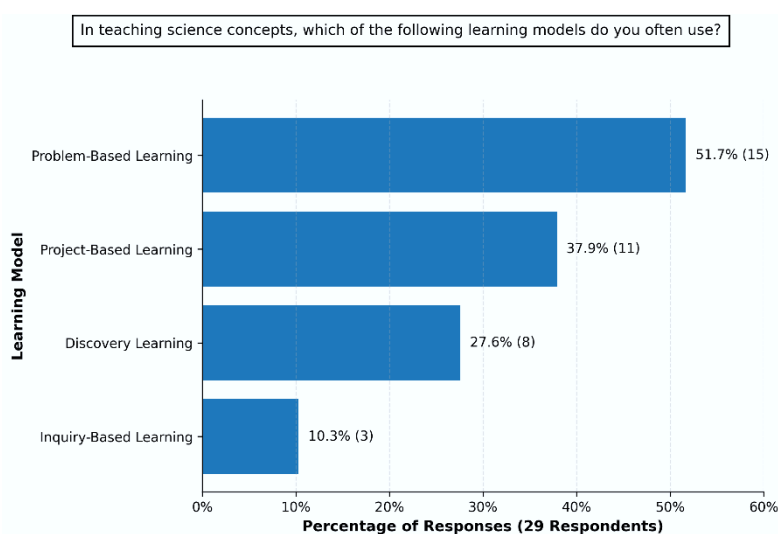 In teaching science concepts, which of the following learning models do you often use?
Learning Model
Problem-Based Learning
51.7% (15)
Project-Based Learning
37.9% (11)
Discovery Learning
27.6% (8)
Inquiry-Based Learning
10.3% (3)
0% 10% 20% 30% 40% 50% 60%
Percentage of Responses (29 Respondents)